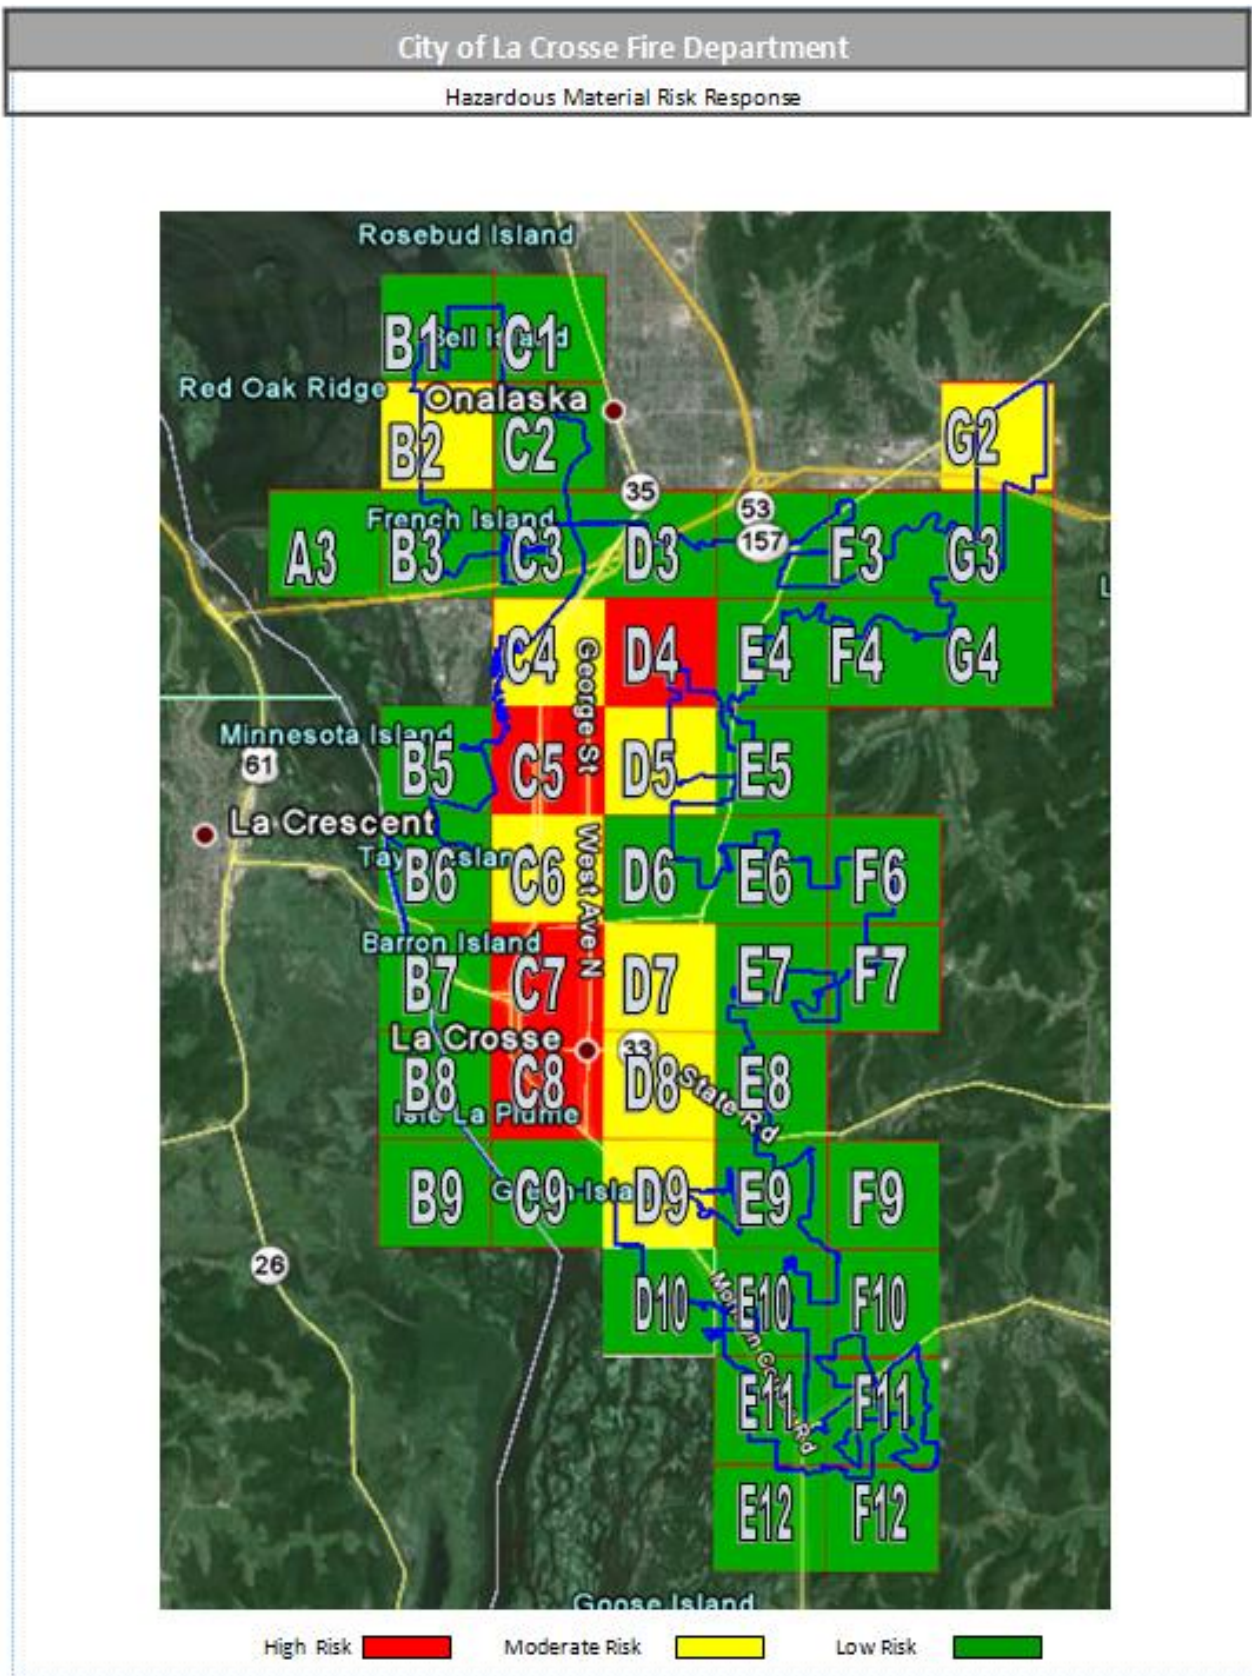 City of La Crosse Fire Department
Hazardous Material Risk Response
Rosebud Island
B1
Bell Island
C1
Red Oak Ridge
Onalaska
B2
C2
G2
35
53
French Island
157
A3
B3
C3
D3
F3
G3
C4
George St
D4
E4
F4
G4
Minnesota Island
61
B5
C5
D5
E5
La Crescent
B6
C6
West Ave N
D6
E6
F6
Barron Island
B7
C7
D7
E7
F7
La Crosse
33
B8
C8
D8
State Rd
E8
Isle La Plume
B9
C9
D9
E9
F9
26
D10
E10
F10
E11
F11
Rd
E12
F12
Goose Island
High Risk
Moderate Risk
Low Risk